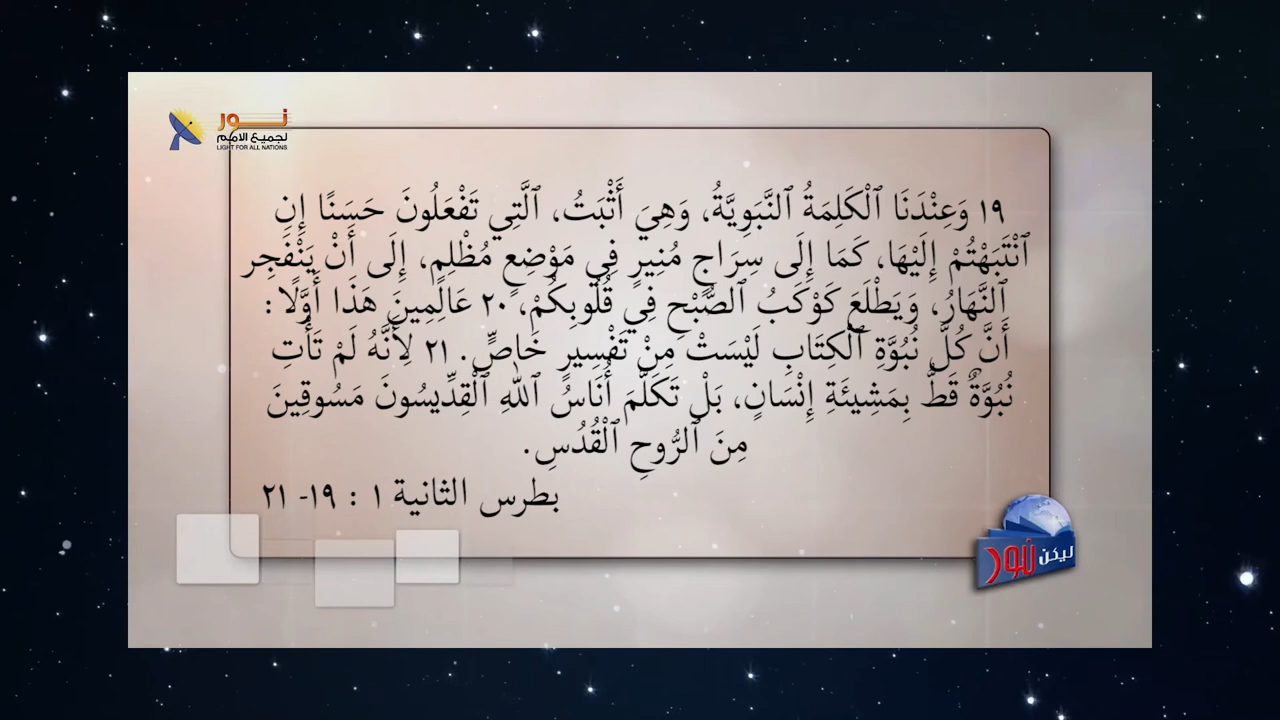 نور
لجميع الامم
LIGHT FOR ALL NATIONS
١٩ وَعِنْدَنَا ٱلْكَلِمَةُ ٱلنَّبَوِيَّةُ، وَهِيَ أَثْبَتُ، ٱلَّتِي تَفْعَلُونَ حَسَنًا إِنِ
ٱنْتَبَهْتُمْ إِلَيْهَا، كَمَا إِلَى سِرَاجٍ مُنِيرٍ فِي مَوْضِعٍ مُظْلِمٍ، إِلَى أَنْ يَنْفَجِرَ
ٱلنَّهَارُ، وَيَطْلَعَ كَوْكَبُ ٱلصُّبْحِ فِي قُلُوبِكُمْ، ٢٠ عَالِمِينَ هَذَا أَوَّلًا:
أَنَّ كُلَّ نُبُوَّةِ ٱلْكِتَابِ لَيْسَتْ مِنْ تَفْسِيرٍ خَاصٍّ. ٢١ لِأَنَّهُ لَمْ تَأْتِ
نُبُوَّةٌ قَطُّ بِمَشِيئَةِ إِنْسَانٍ، بَلْ تَكَلَّمَ أُنَاسُ ٱللهِ ٱلْقِدِّيسُونَ مَسُوقِينَ
مِنَ ٱلرُّوحِ ٱلْقُدُسِ.
بطرس الثانية ١ : ١٩- ٢١
ليكن نور